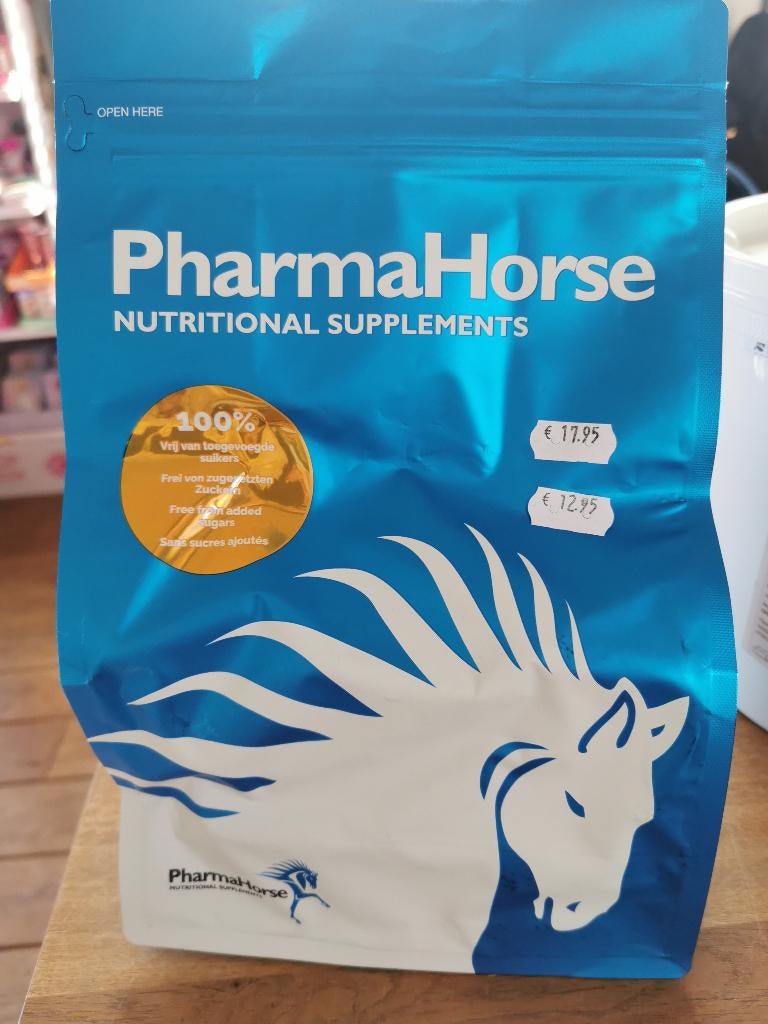 OPEN HERE
PharmaHorse
NUTRITIONAL SUPPLEMENTS
100%
Vrij van toegevoegde
suikers
Frei von zugesetzten
Zuckern
Free from added
sugars
Sans sucres ajoutés
€ 17.95
€ 12.95
PharmaHorse
NUTRITIONAL SUPPLEMENTS